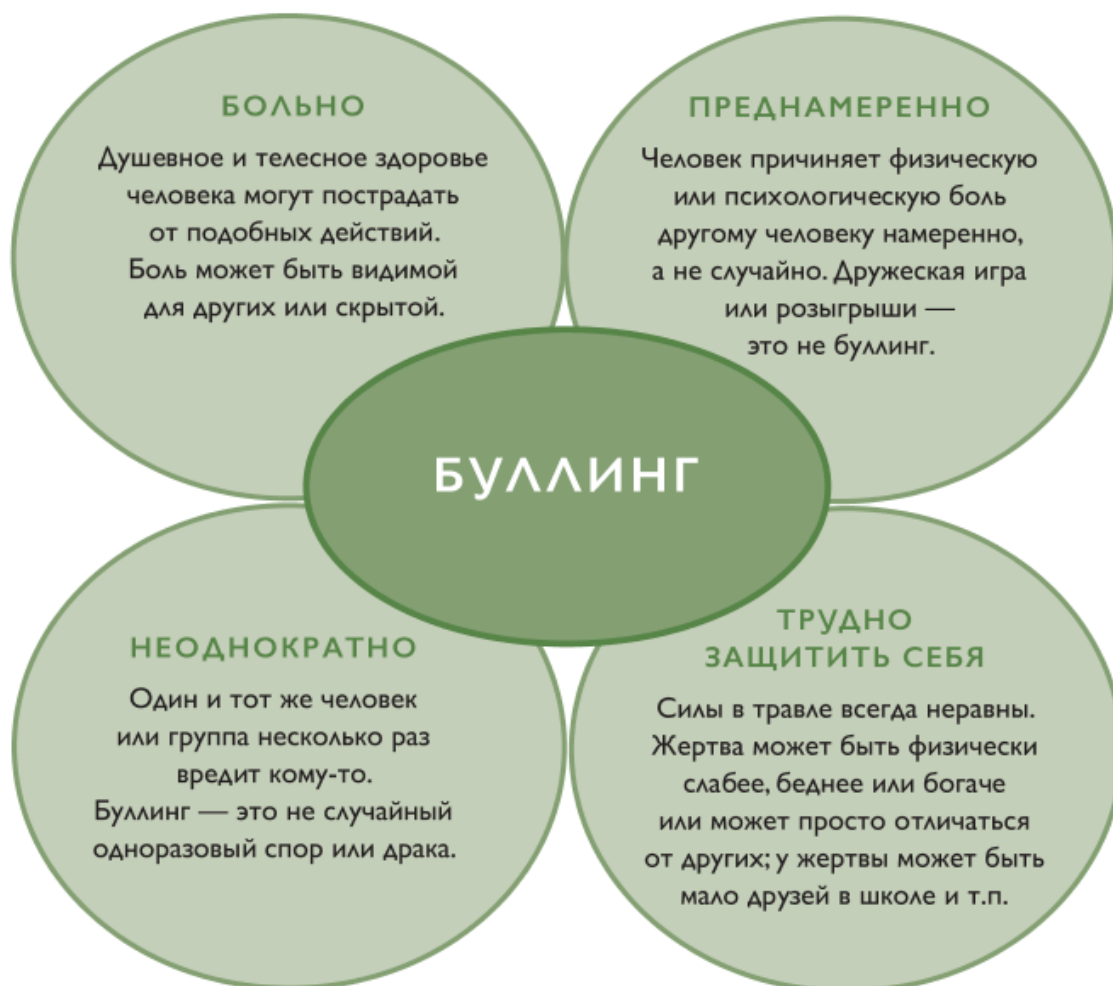 БОЛЬНО
Душевное и телесное здоровье
человека могут пострадать
от подобных действий.
Боль может быть видимой
для других или скрытой.
ПРЕДНАМЕРЕННО
Человек причиняет физическую
или психологическую боль
другому человеку намеренно,
а не случайно. Дружеская игра
или розыгрыши —
это не буллинг.
БУЛЛИНГ
НЕОДНОКРАТНО
Один и тот же человек
или группа несколько раз
вредит кому-то.
Буллинг — это не случайный
одноразовый спор или драка.
ТРУДНО
ЗАЩИТИТЬ СЕБЯ
Силы в травле всегда неравны.
Жертва может быть физически
слабее, беднее или богаче
или может просто отличаться
от других; у жертвы может быть
мало друзей в школе и т.п.